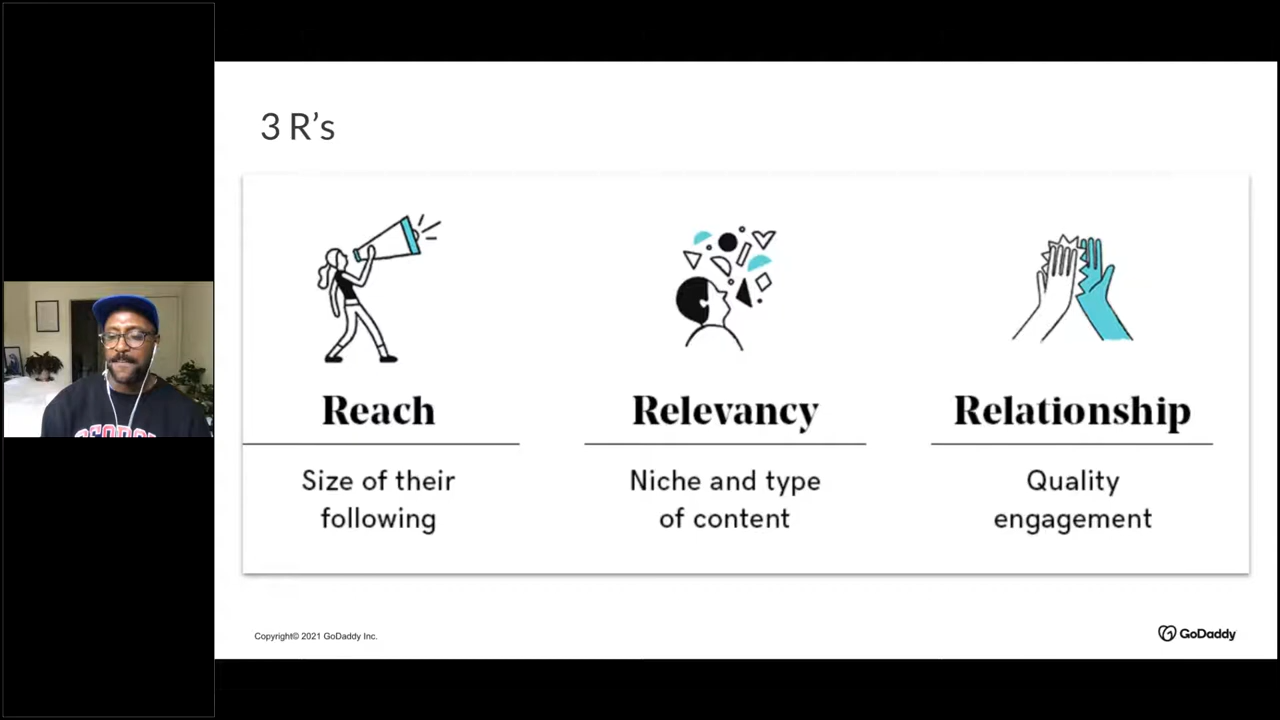 3 R’s
Reach
Size of their
following
Relevancy
Niche and type
of content
Relationship
Quality
engagement
Copyright© 2021 GoDaddy Inc.
GoDaddy